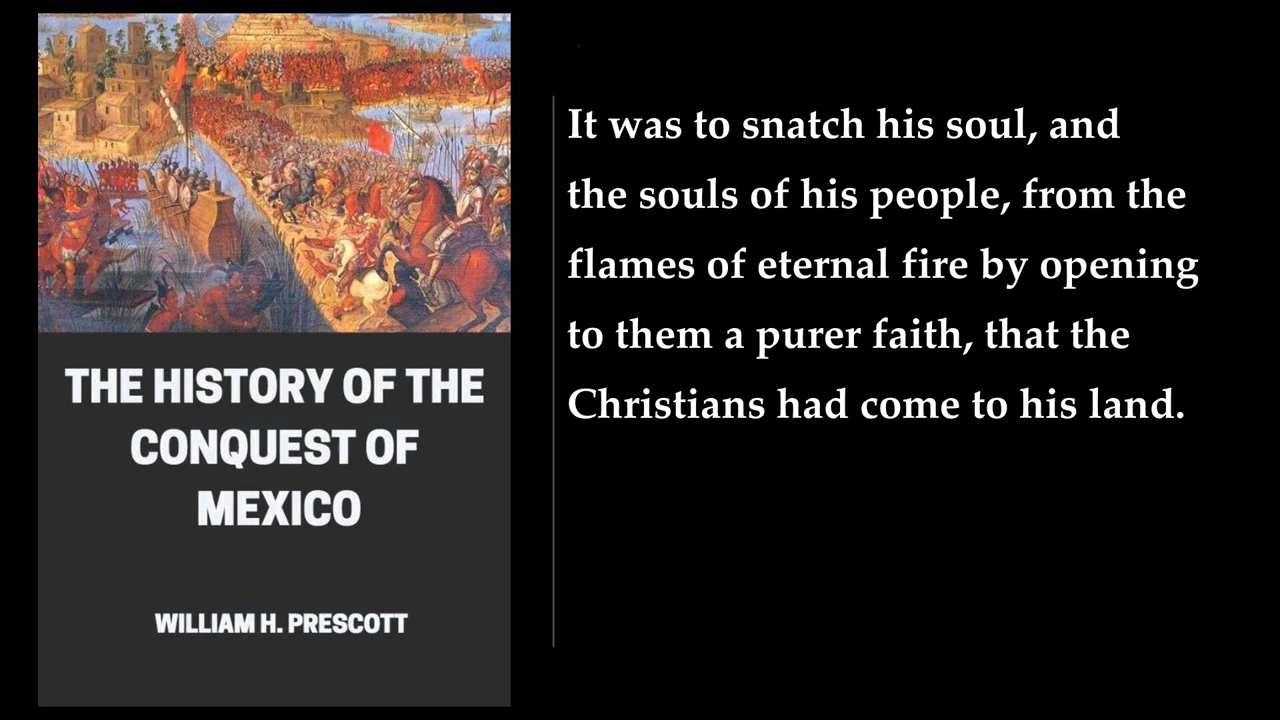 THE HISTORY OF THE
CONQUEST OF
MEXICO
WILLIAM H. PRESCOTT
It was to snatch his soul, and
the souls of his people, from the
flames of eternal fire by opening
to them a purer faith, that the
Christians had come to his land.